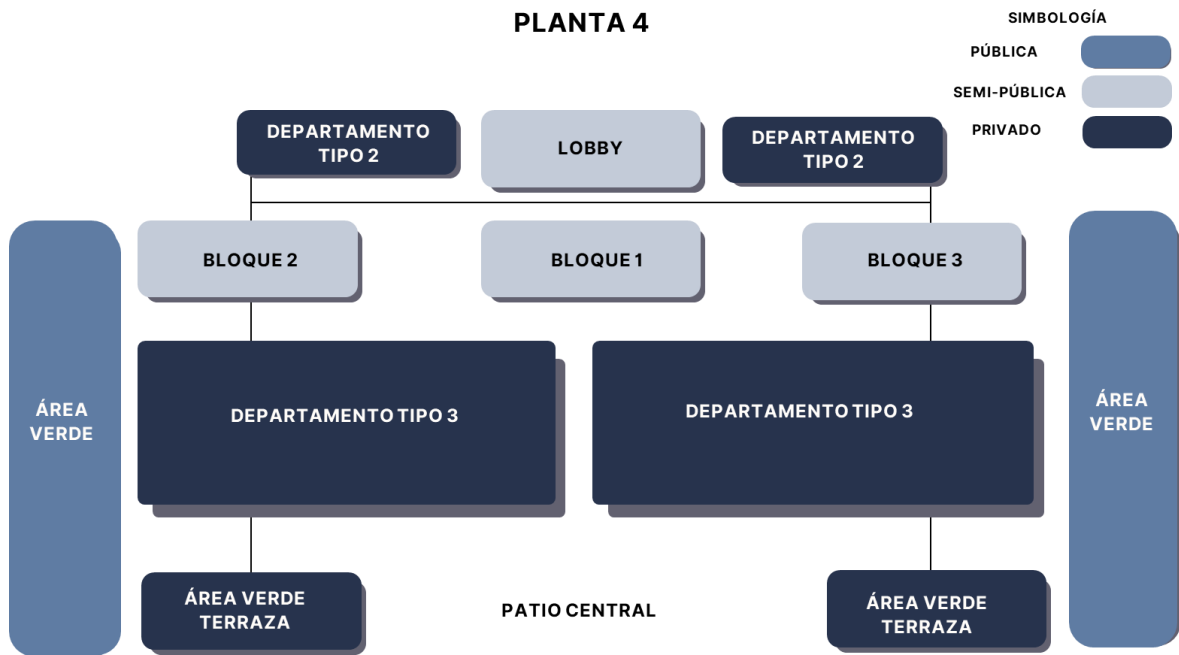 PLANTA 4
SIMBOLOGÍA
PÚBLICA
SEMI-PÚBLICA
PRIVADO
DEPARTAMENTO
TIPO 2
LOBBY
DEPARTAMENTO
TIPO 2
BLOQUE 2
BLOQUE 1
BLOQUE 3
ÁREA
VERDE
DEPARTAMENTO TIPO 3
DEPARTAMENTO TIPO 3
ÁREA
VERDE
ÁREA VERDE
TERRAZA
PATIO CENTRAL
ÁREA VERDE
TERRAZA